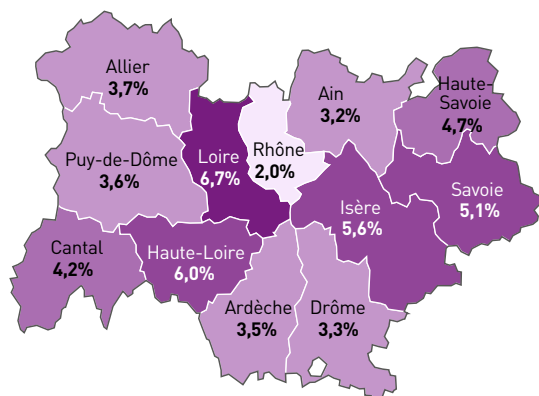 Allier
3,7%
Ain
3,2%
Haute-
Savoie
4,7%
Puy-de-Dôme
3,6%
Loire
6,7%
Rhône
2,0%
Savoie
5,1%
Isère
5,6%
Cantal
4,2%
Haute-Loire
6,0%
Ardèche
3,5%
Drôme
3,3%